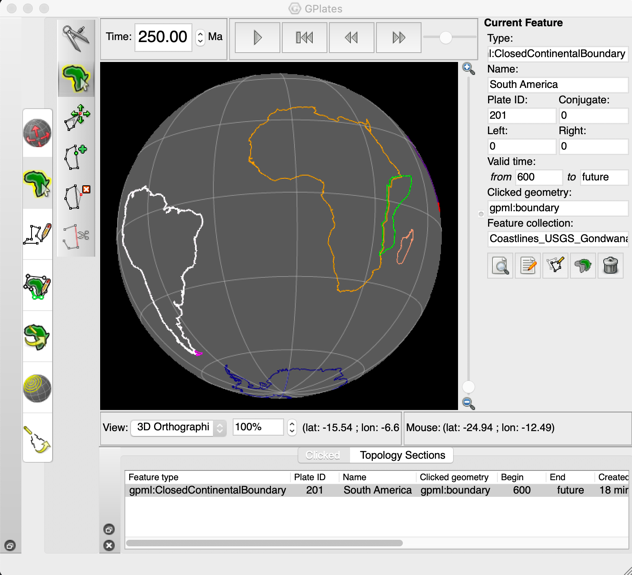 GPlates
Time: 250.00 Ma
Current Feature
Type:
l:ClosedContinentalBoundary
Name:
South America
Plate ID: Conjugate:
201 0
Left: Right:
0 0
Valid time:
from 600 to future
Clicked geometry:
gpml:boundary
Feature collection:
Coastlines_USGS_Gondwana
View: 3D Orthographi 100% (lat: -15.54 ; lon: -6.6 Mouse: (lat: -24.94 ; lon: -12.49)
Clicked Topology Sections
Feature type Plate ID Name Clicked geometry Begin End Created
gpml:ClosedContinentalBoundary 201 South America gpml:boundary 600 future 18 min